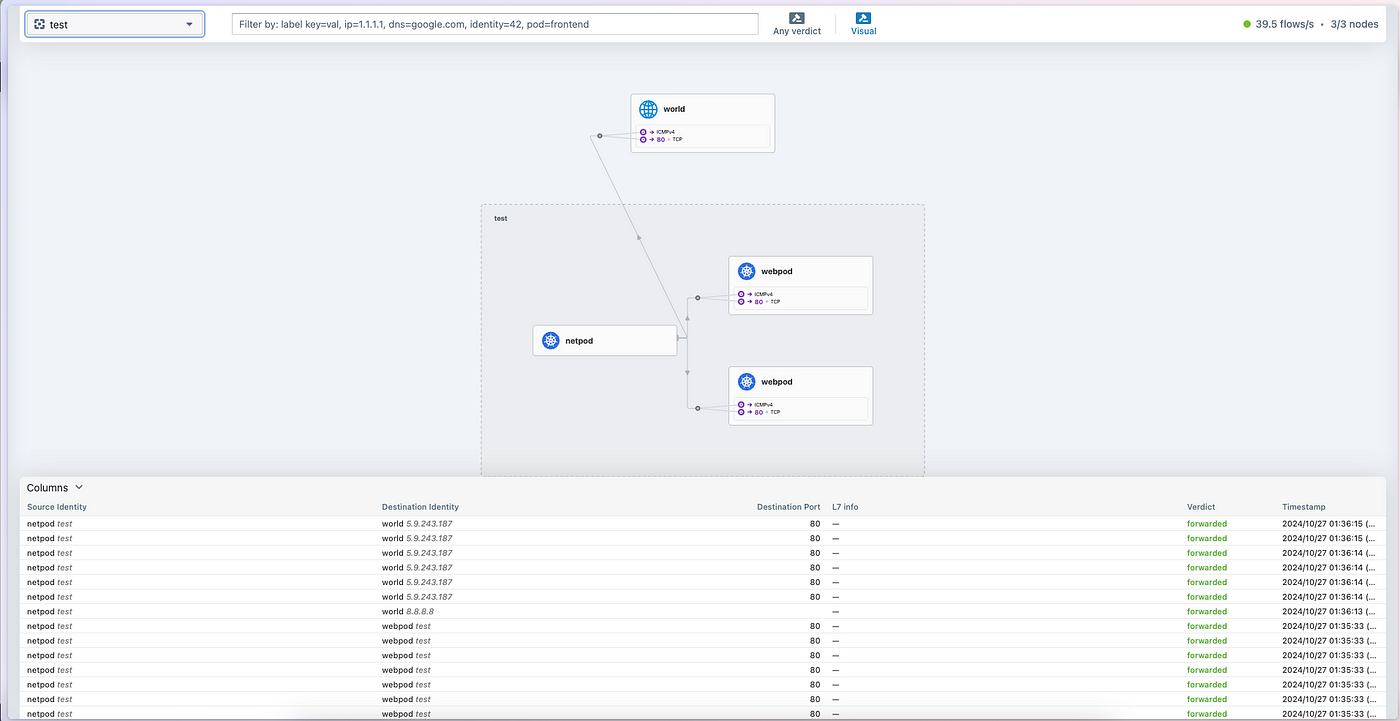 test Filter by: label key=val, ip=1.1.1.1, dns=google.com, identity=42, pod=frontend Any verdict Visual 39.5 flows/s • 3/3 nodes
world
→ ICMPv4
→ 80 • TCP
test
webpod
→ ICMPv4
→ 80 • TCP
netpod
webpod
→ ICMPv4
→ 80 • TCP
Columns
Source Identity Destination Identity Destination Port L7 info Verdict Timestamp
netpod test world 5.9.243.187 80 — forwarded 2024/10/27 01:36:15 (...
netpod test world 5.9.243.187 80 — forwarded 2024/10/27 01:36:15 (...
netpod test world 5.9.243.187 80 — forwarded 2024/10/27 01:36:14 (...
netpod test world 5.9.243.187 80 — forwarded 2024/10/27 01:36:14 (...
netpod test world 5.9.243.187 80 — forwarded 2024/10/27 01:36:14 (...
netpod test world 5.9.243.187 80 — forwarded 2024/10/27 01:36:14 (...
netpod test world 8.8.8.8 — forwarded 2024/10/27 01:36:13 (...
netpod test webpod test 80 — forwarded 2024/10/27 01:35:33 (...
netpod test webpod test 80 — forwarded 2024/10/27 01:35:33 (...
netpod test webpod test 80 — forwarded 2024/10/27 01:35:33 (...
netpod test webpod test 80 — forwarded 2024/10/27 01:35:33 (...
netpod test webpod test 80 — forwarded 2024/10/27 01:35:33 (...
netpod test webpod test 80 — forwarded 2024/10/27 01:35:33 (...
netpod test webpod test 80 — forwarded 2024/10/27 01:35:33 (...